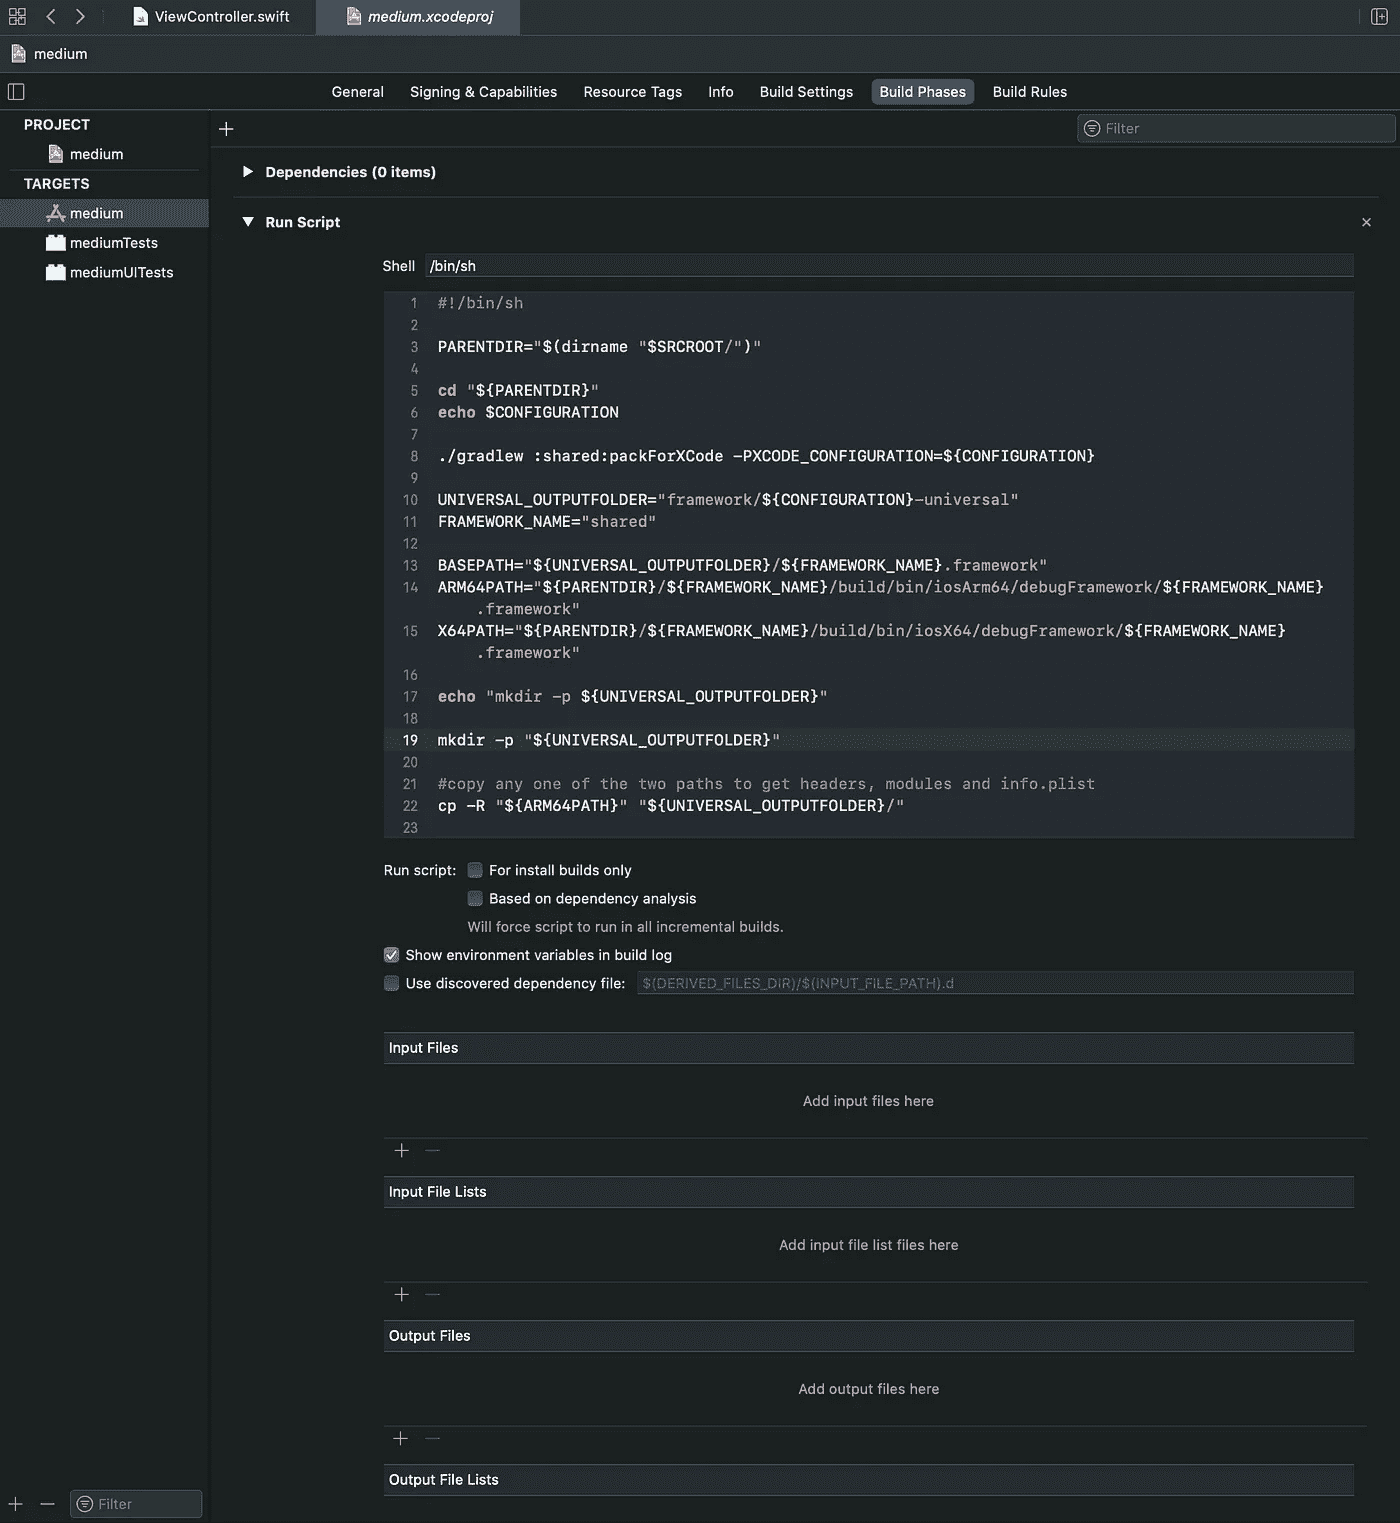 ViewController.swift
medium.xcodeproj
medium
General Signing & Capabilities Resource Tags Info Build Settings Build Phases Build Rules
PROJECT
medium
TARGETS
medium
mediumTests
mediumUITests
Filter
Dependencies (0 items)
Run Script
Shell /bin/sh
1 #!/bin/sh
2
3 PARENTDIR="$(dirname "$SRCROOT/")"
4
5 cd "${PARENTDIR}"
6 echo $CONFIGURATION
7
8 ./gradlew :shared:packForXCode -PXCODE_CONFIGURATION=${CONFIGURATION}
9
10 UNIVERSAL_OUTPUTFOLDER="framework/${CONFIGURATION}-universal"
11 FRAMEWORK_NAME="shared"
12
13 BASEPATH="${UNIVERSAL_OUTPUTFOLDER}/${FRAMEWORK_NAME}.framework"
14 ARM64PATH="${PARENTDIR}/${FRAMEWORK_NAME}/build/bin/iosArm64/debugFramework/${FRAMEWORK_NAME}
.framework"
15 X64PATH="${PARENTDIR}/${FRAMEWORK_NAME}/build/bin/iosX64/debugFramework/${FRAMEWORK_NAME}
.framework"
16
17 echo "mkdir -p ${UNIVERSAL_OUTPUTFOLDER}"
18
19 mkdir -p "${UNIVERSAL_OUTPUTFOLDER}"
20
21 #copy any one of the two paths to get headers, modules and info.plist
22 cp -R "${ARM64PATH}" "${UNIVERSAL_OUTPUTFOLDER}/"
23
Run script: For install builds only
Based on dependency analysis
Will force script to run in all incremental builds.
Show environment variables in build log
Use discovered dependency file: $(DERIVED_FILES_DIR)/$(INPUT_FILE_PATH).d
Input Files
Add input files here
Input File Lists
Add input file list files here
Output Files
Add output files here
Output File Lists
Filter